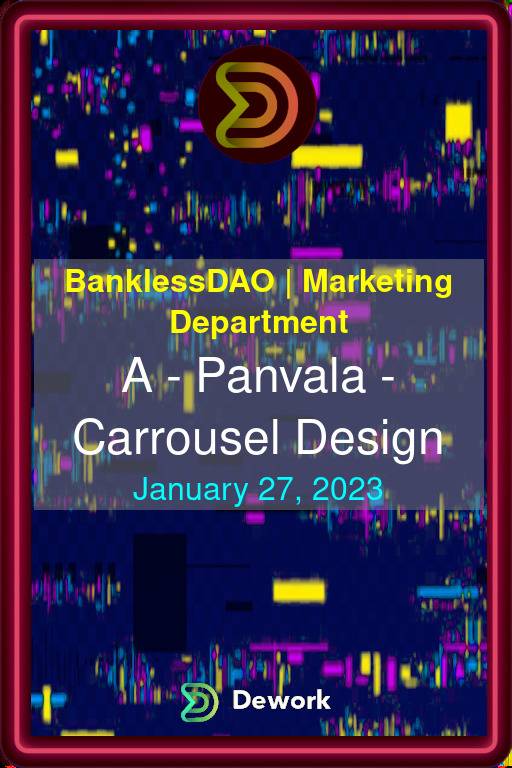 BanklessDAO | Marketing
Department
A - Panvala -
Carrousel Design
January 27, 2023
Dework